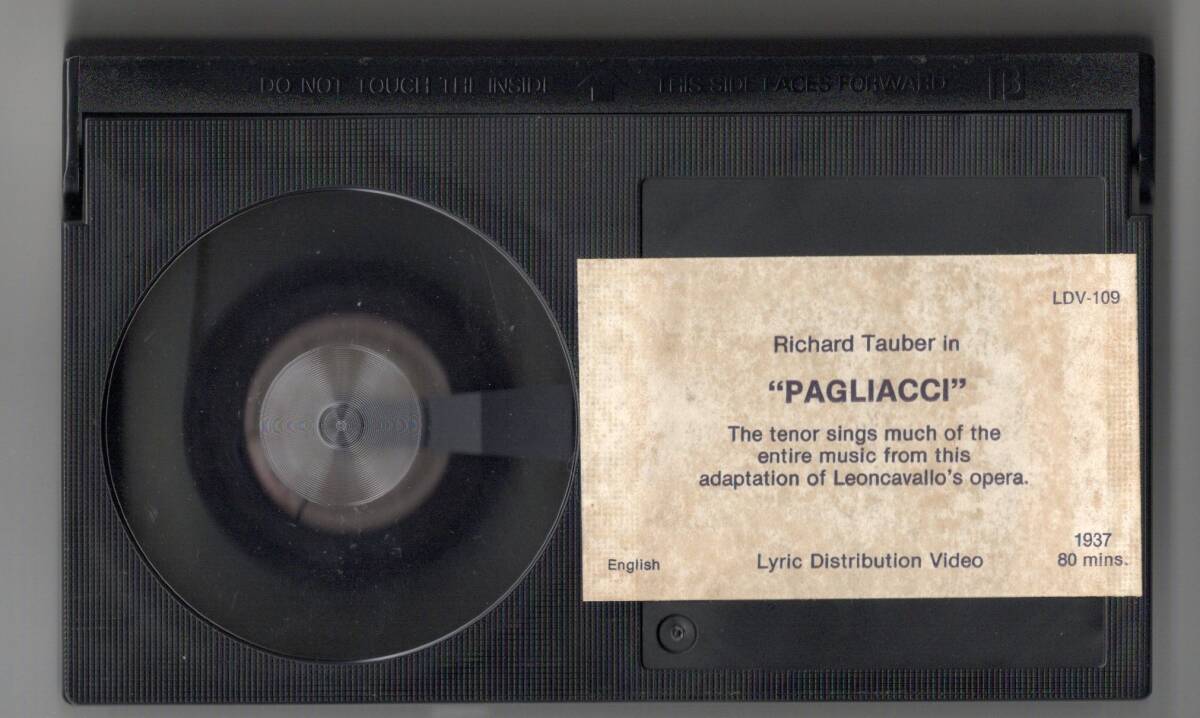 DO NOT TOUCH THE INSIDE THIS SIDE FACES FORWARD β
LDV-109
Richard Tauber in
“PAGLIACCI”
The tenor sings much of the
entire music from this
adaptation of Leoncavallo’s opera.
1937
English Lyric Distribution Video 80 mins.